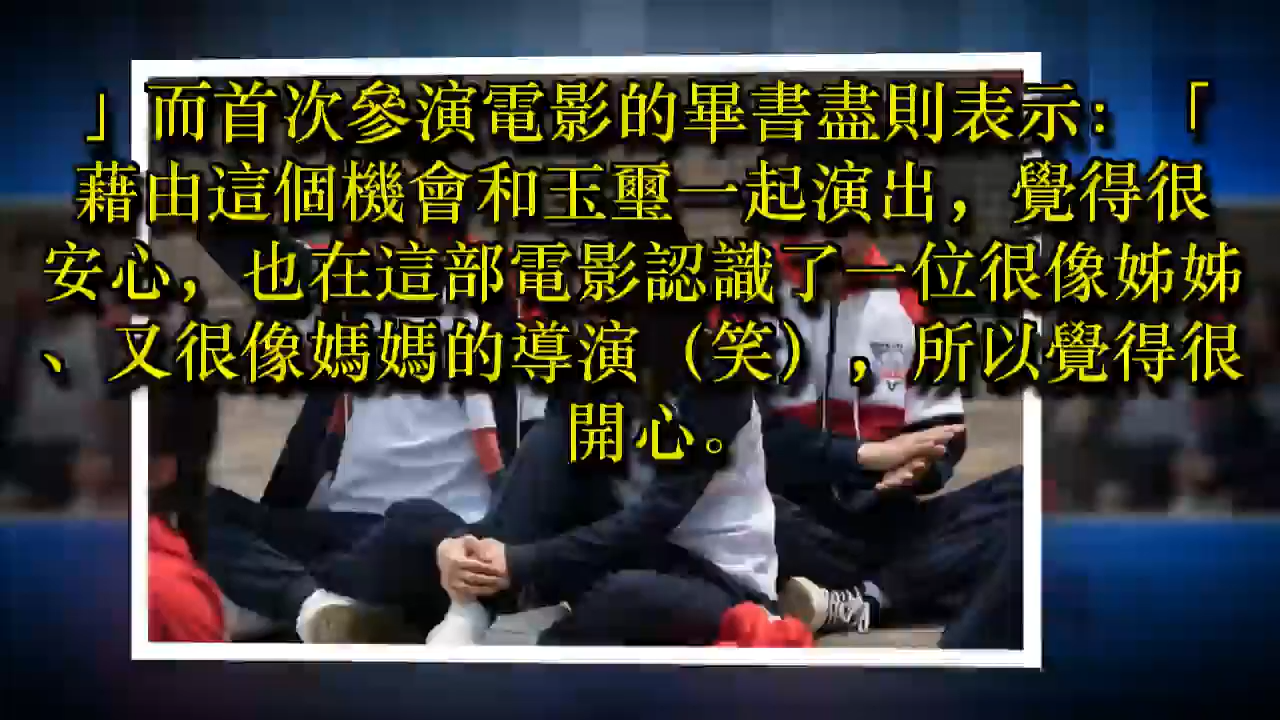 」而首次參演電影的畢書盡則表示：「
藉由這個機會和玉璽一起演出，覺得很
安心，也在這部電影認識了一位很像姊姊
、又很像媽媽的導演（笑），所以覺得很
開心。